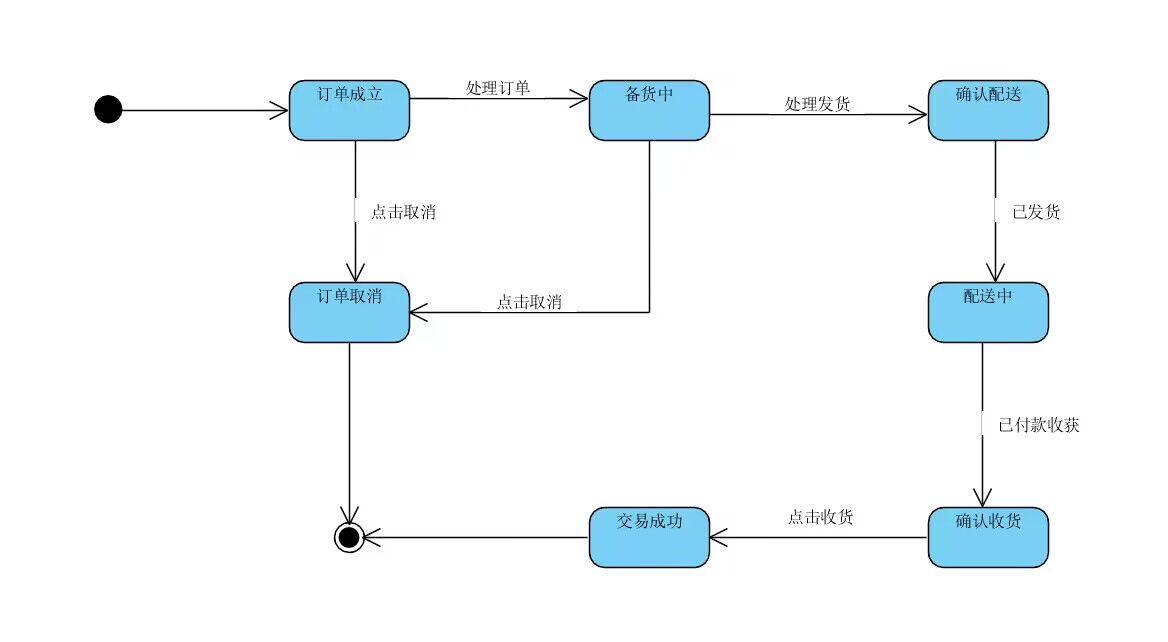 订单成立
处理订单
备货中
处理发货
确认配送
点击取消
已发货
订单取消
点击取消
配送中
已付款收获
交易成功
点击收货
确认收货